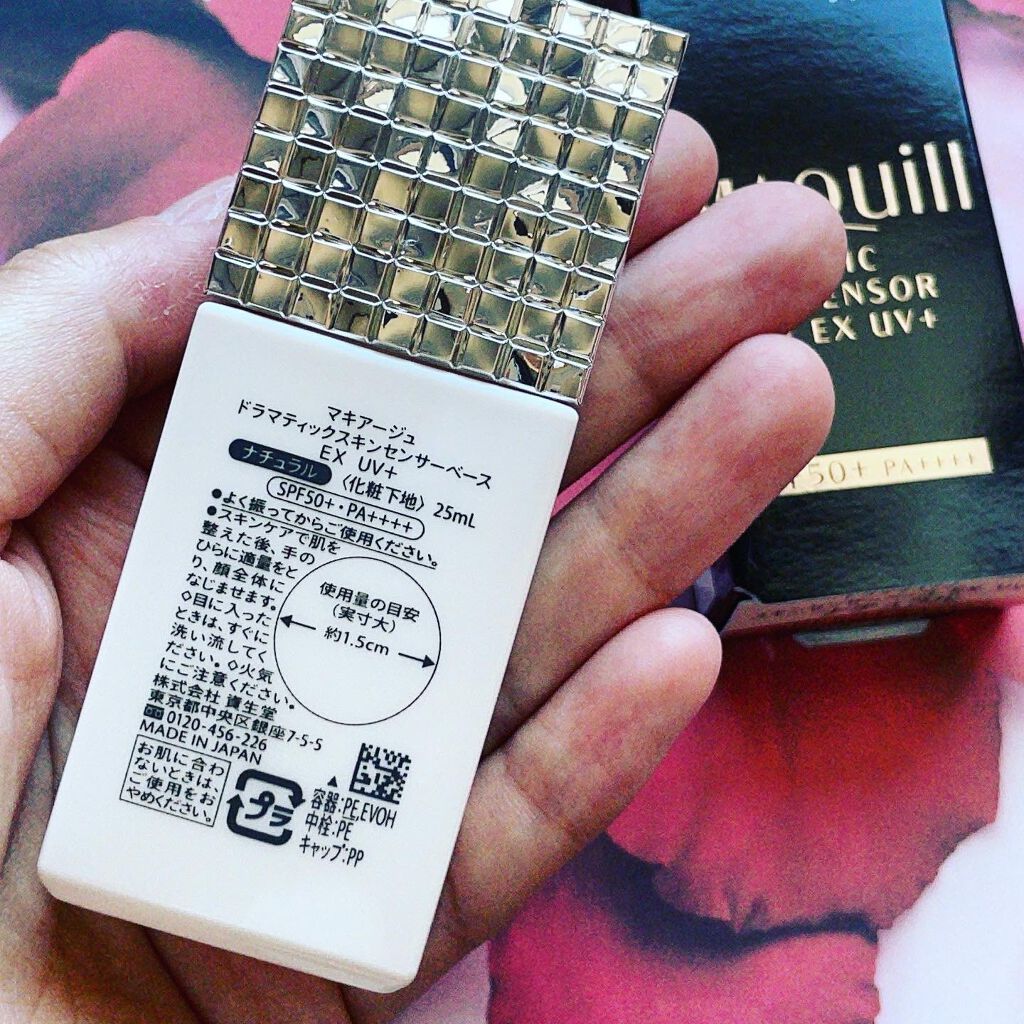 マキアージュ
ドラマティックスキンセンサーベース
EX UV+
ナチュラル 〈化粧下地〉 25mL
SPF50+・PA++++
●よく振ってからご使用ください。
●スキンケアで肌を
整えた後、手の
ひらに適量をと
り、顔全体に
なじませます。
◇目に入った
ときは、すぐに
洗い流してく
ださい。◇火気
にご注意ください。
使用量の目安
(実寸大)
約1.5cm
株式会社 資生堂
東京都中央区銀座7-5-5
0120-456-226
MADE IN JAPAN
お肌に合わ
ないときは、
ご使用をお
やめください。
プラ
容器:PE,EVOH
中栓:PE
キャップ:PP
quill
IC
ENSOR
EX UV+
50+ PA++++